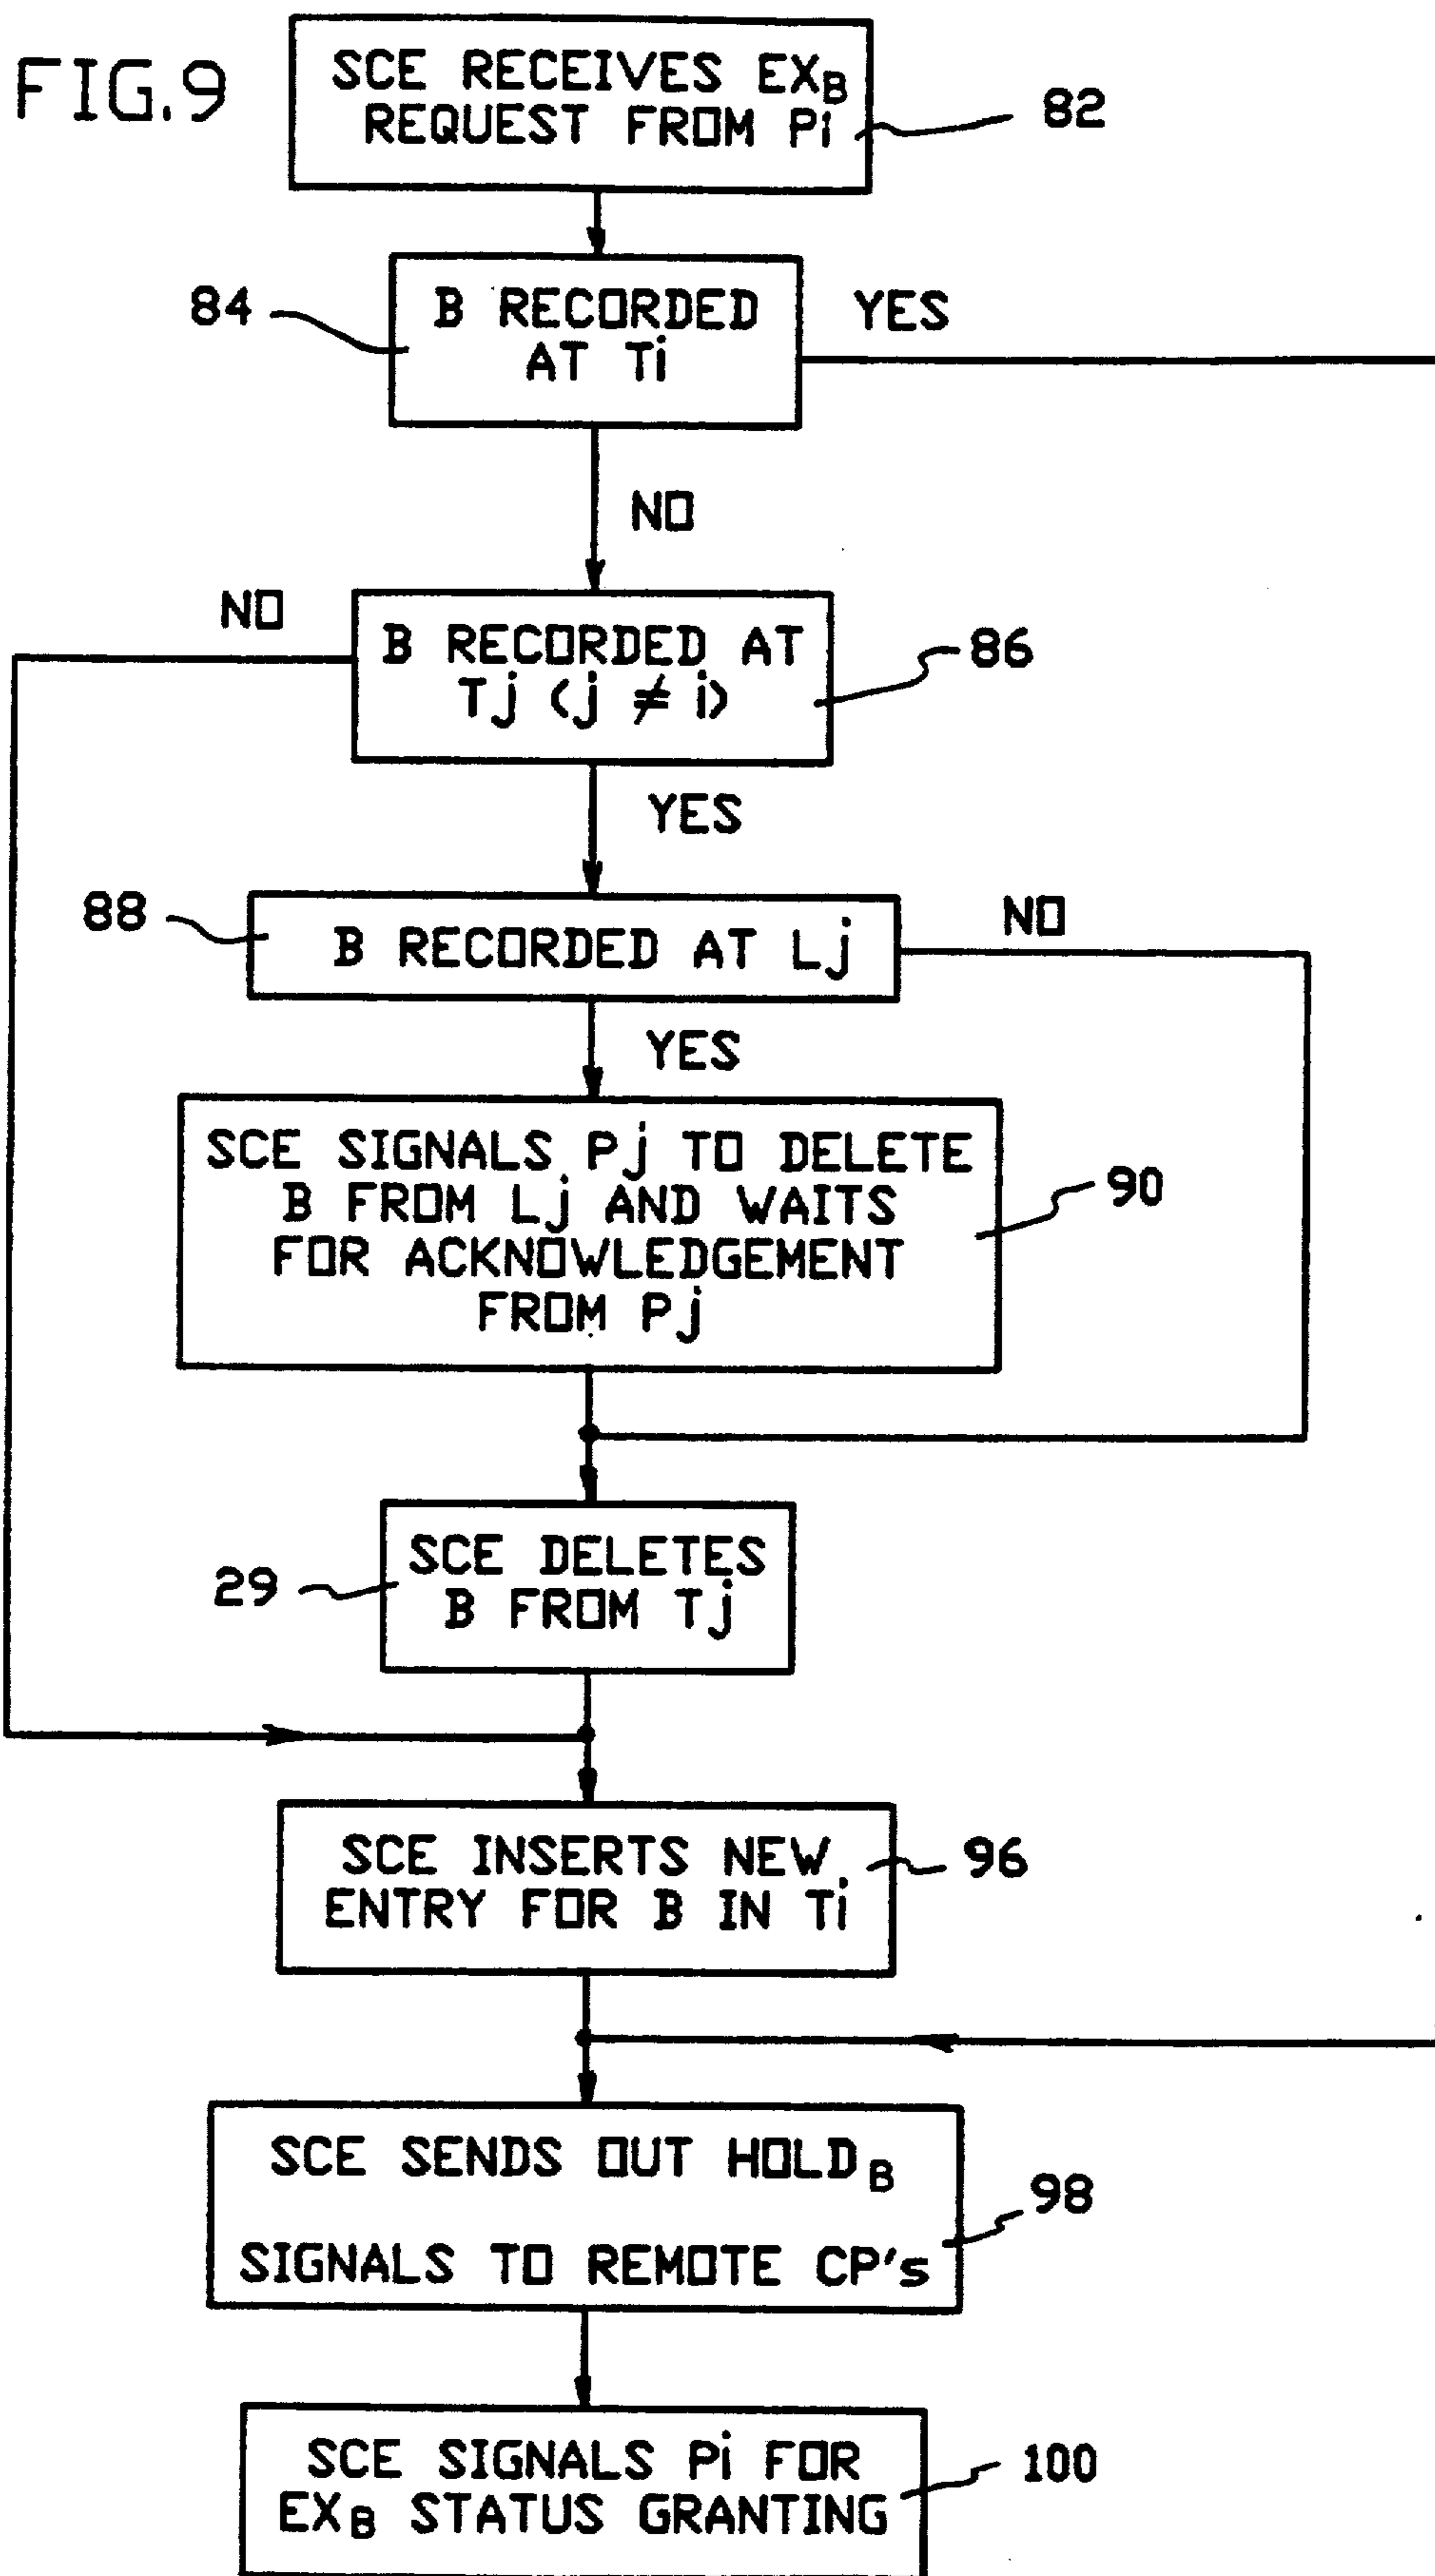 FIG.9
SCE RECEIVES EX_B
REQUEST FROM Pi
82
84
B RECORDED
AT Ti
YES
NO
NO
B RECORDED AT
Tj (j ≠ i)
86
YES
88
B RECORDED AT Lj
NO
YES
SCE SIGNALS Pj TO DELETE
B FROM Lj AND WAITS
FOR ACKNOWLEDGEMENT
FROM Pj
90
29
SCE DELETES
B FROM Tj
SCE INSERTS NEW
ENTRY FOR B IN Ti
96
SCE SENDS OUT HOLD_B
SIGNALS TO REMOTE CP's
98
SCE SIGNALS Pi FOR
EX_B STATUS GRANTING
100